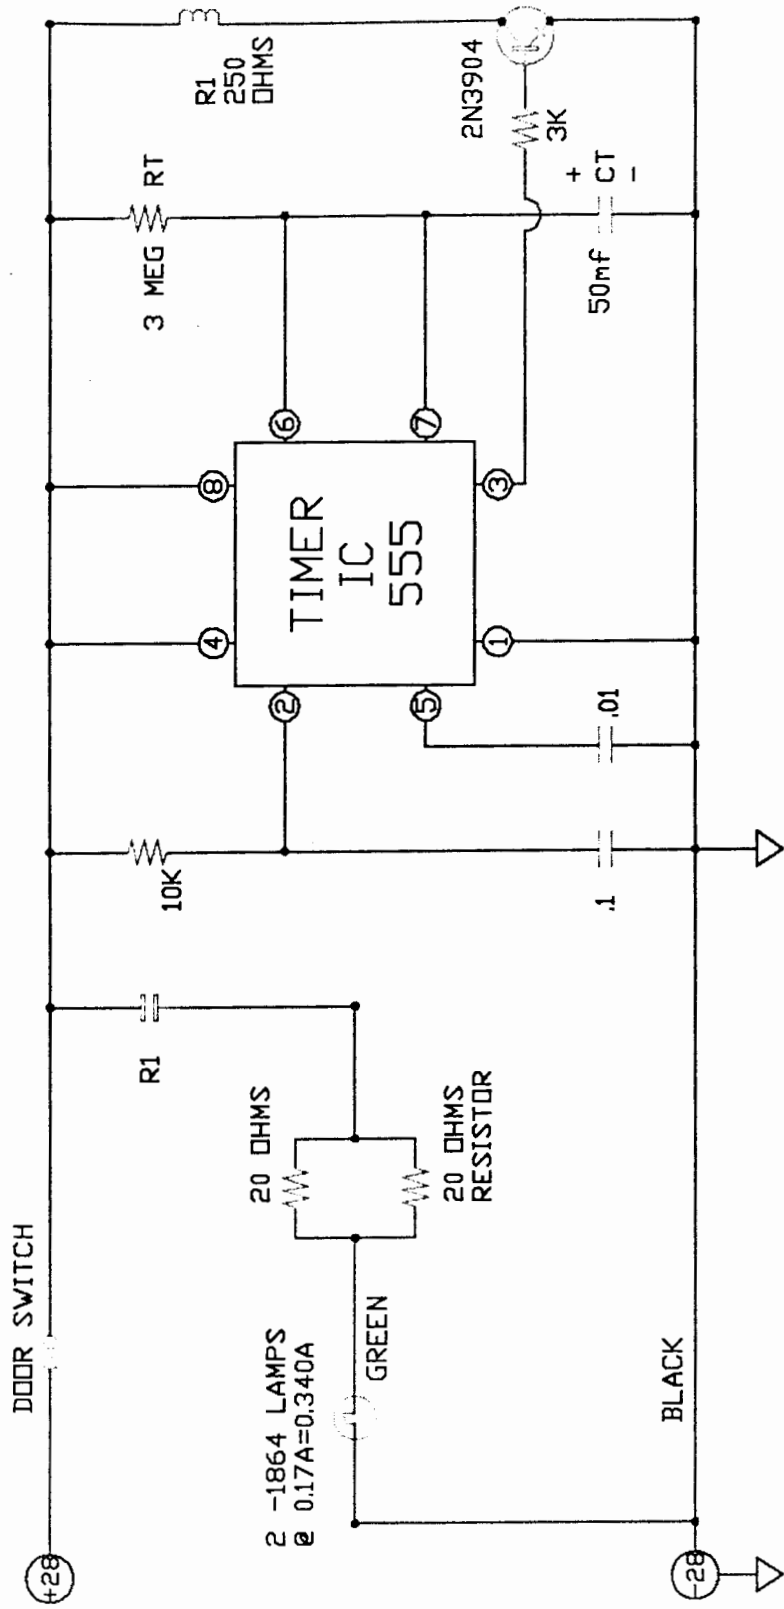 +28
DOOR SWITCH
2 -1864 LAMPS
@ 0.17A=0.340A
GREEN
20 OHMS
20 OHMS
RESISTOR
R1
10K
.1
.01
4
8
2
5
6
7
1
3
TIMER
IC
555
3 MEG
RT
R1
250
OHMS
2N3904
3K
+
CT
-
50mf
BLACK
-28